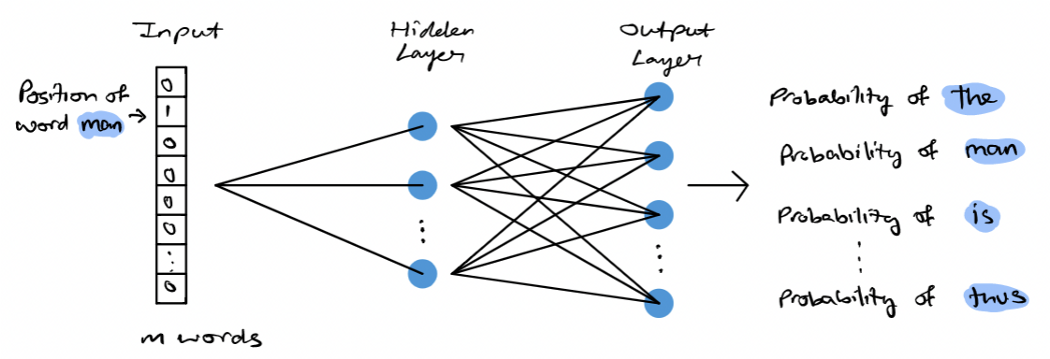 Input
Hidden
Layer
Output
Layer
Position of
word man
0
1
0
0
0
0
⋮
0
m words
Probability of the
Probability of man
Probability of is
⋮
Probability of thus